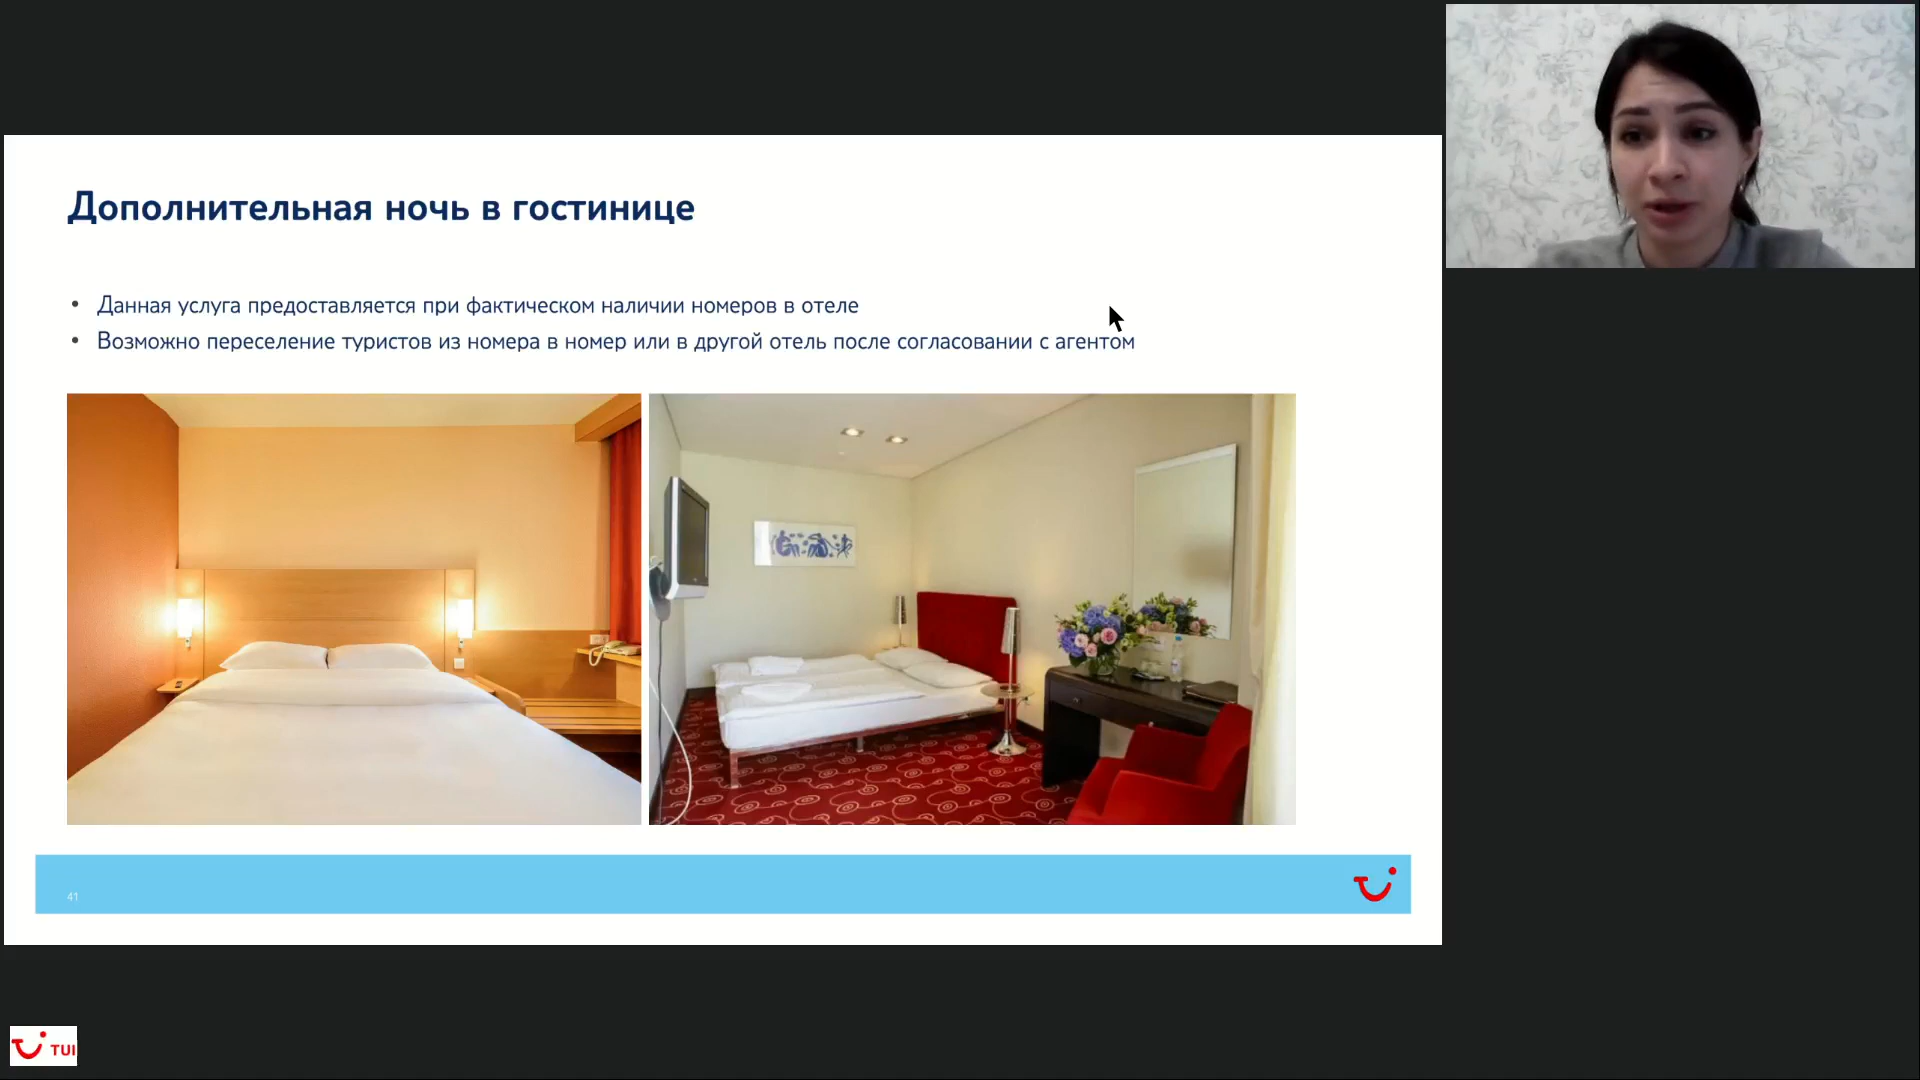 Дополнительная ночь в гостинице
• Данная услуга предоставляется при фактическом наличии номеров в отеле
• Возможно переселение туристов из номера в номер или в другой отель после согласовании с агентом
41
TUI